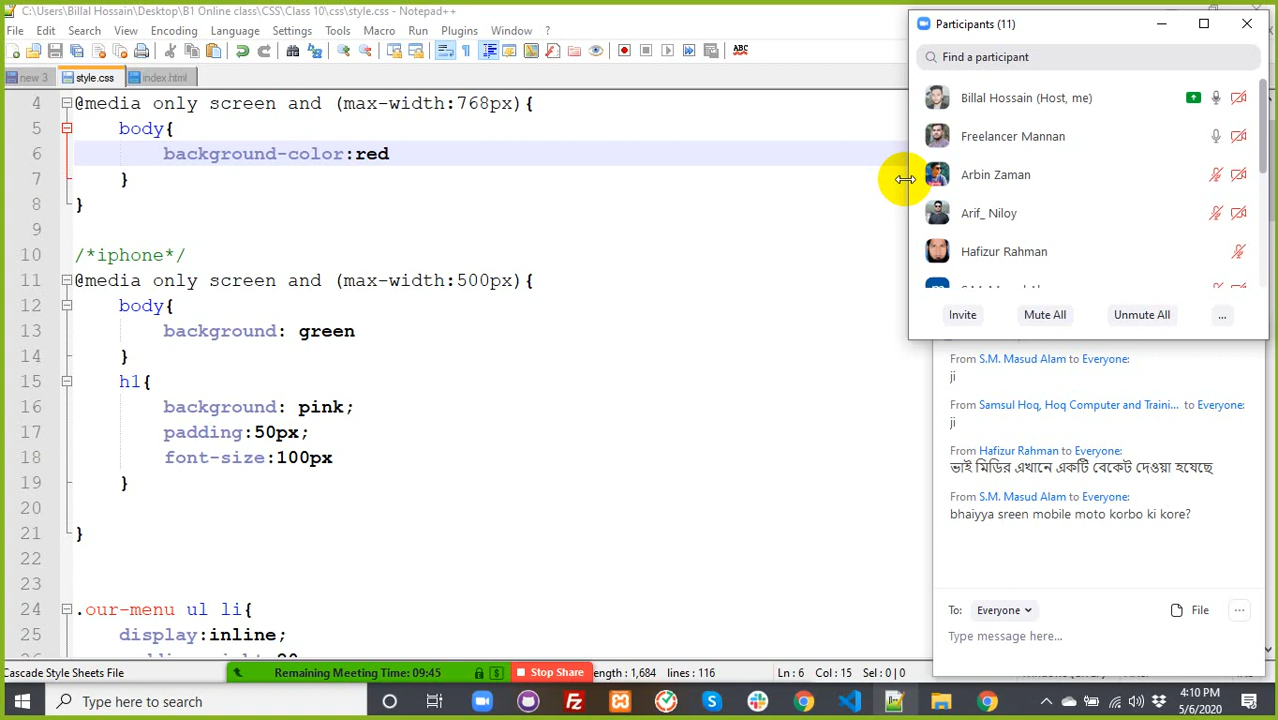 C:\Users\Billal Hossain\Desktop\B1 Online class\CSS\Class 10\css\style.css - Notepad++
File Edit Search View Encoding Language Settings Tools Macro Run Plugins Window ?
ABC
new 3 style.css index.html
4 @media only screen and (max-width:768px){
5 body{
6 background-color:red
7 }
8 }
9
10 /*iphone*/
11 @media only screen and (max-width:500px){
12 body{
13 background: green
14 }
15 h1{
16 background: pink;
17 padding:50px;
18 font-size:100px
19 }
20
21 }
22
23
24 .our-menu ul li{
25 display:inline;
Participants (11)
Find a participant
Billal Hossain (Host, me)
Freelancer Mannan
Arbin Zaman
Arif_ Niloy
Hafizur Rahman
Invite Mute All Unmute All ...
From S.M. Masud Alam to Everyone:
ji
From Samsul Hoq, Hoq Computer and Traini... to Everyone:
ji
From Hafizur Rahman to Everyone:
ভাই মিডির এখানে একটি বেকেট দেওয়া হযেছে
From S.M. Masud Alam to Everyone:
bhaiyya sreen mobile moto korbo ki kore?
To: Everyone File ...
Type message here...
Cascade Style Sheets File Remaining Meeting Time: 09:45 Stop Share ength : 1,684 lines : 116 Ln : 6 Col : 15 Sel : 0 | 0
Type here to search
4:10 PM
5/6/2020